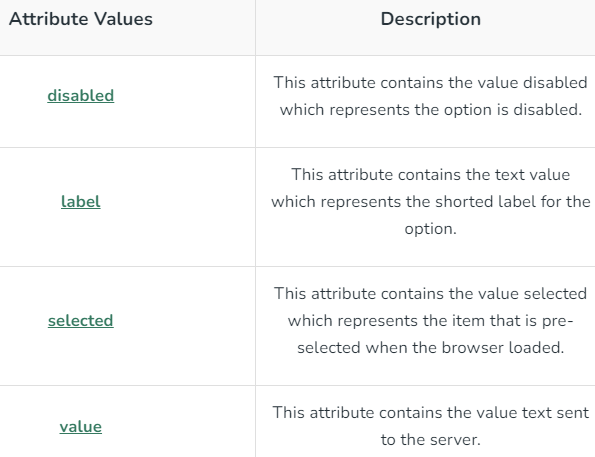 Attribute Values Description
disabled This attribute contains the value disabled
which represents the option is disabled.
label This attribute contains the text value
which represents the shorted label for the
option.
selected This attribute contains the value selected
which represents the item that is pre-
selected when the browser loaded.
value This attribute contains the value text sent
to the server.